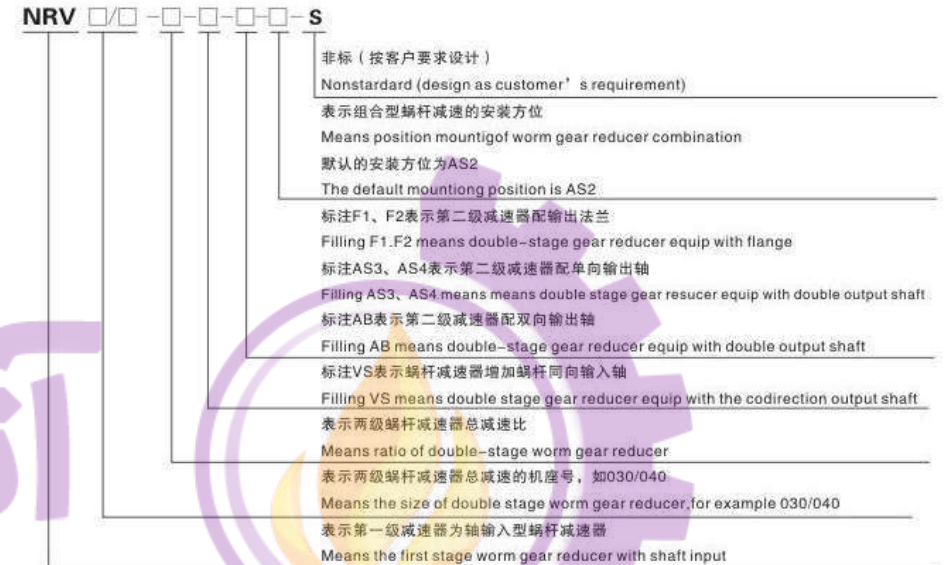 NRV □/□ -□-□-□-□- S
非标（按客户要求设计）
Nonstardard (design as customer’s requirement)
表示组合型蜗杆减速的安装方位
Means position mountigof worm gear reducer combination
默认的安装方位为AS2
The default mountiong position is AS2
标注F1、F2表示第二级减速器配输出法兰
Filling F1.F2 means double-stage gear reducer equip with flange
标注AS3、AS4表示第二级减速器配单向输出轴
Filling AS3、AS4 means means double stage gear resucer equip with double output shaft
标注AB表示第二级减速器配双向输出轴
Filling AB means double-stage gear reducer equip with double output shaft
标注VS表示蜗杆减速器增加蜗杆同向输入轴
Filling VS means double stage gear reducer equip with the codirection output shaft
表示两级蜗杆减速器总减速比
Means ratio of double-stage worm gear reducer
表示两级蜗杆减速器总减速的机座号，如030/040
Means the size of double stage worm gear reducer,for example 030/040
表示第一级减速器为轴输入型蜗杆减速器
Means the first stage worm gear reducer with shaft input